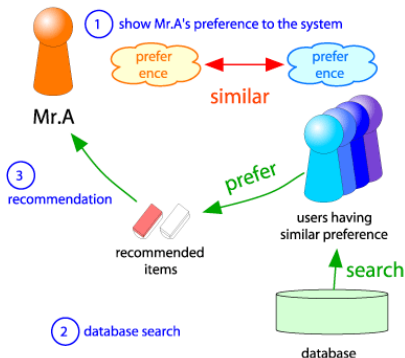 1 show Mr.A's preference to the system
prefer
ence
prefer
ence
similar
Mr.A
3
recommendation
prefer
recommended
items
users having
similar preference
search
2 database search
database